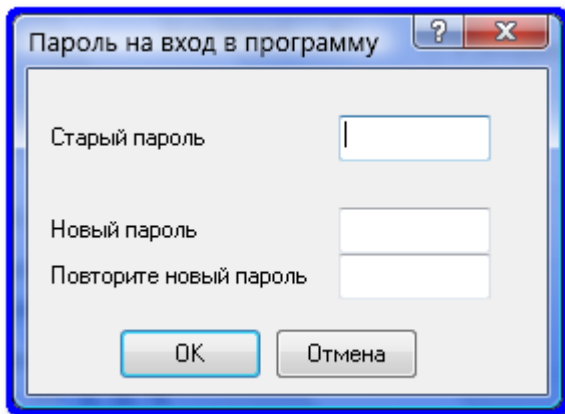 Пароль на вход в программу
Старый пароль
Новый пароль
Повторите новый пароль
OK Отмена